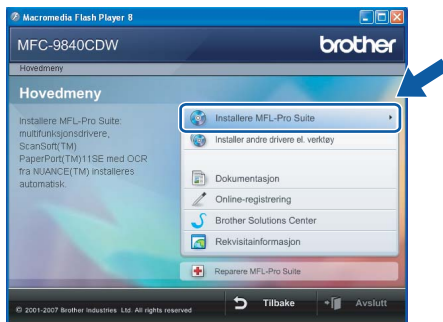 Macromedia Flash Player 8
MFC-9840CDW
brother
Hovedmeny
Hovedmeny
Installere MFL-Pro Suite:
multifunksjonsdrivere,
ScanSoft(TM)
PaperPort(TM)11SE med OCR
fra NUANCE(TM) installeres
automatisk.
Installere MFL-Pro Suite
Installer andre drivere el. verktøy
Dokumentasjon
Online-registrering
Brother Solutions Center
Rekvisitainformasjon
Reparere MFL-Pro Suite
© 2001-2007 Brother Industries Ltd. All rights reserved
Tilbake
Avslutt